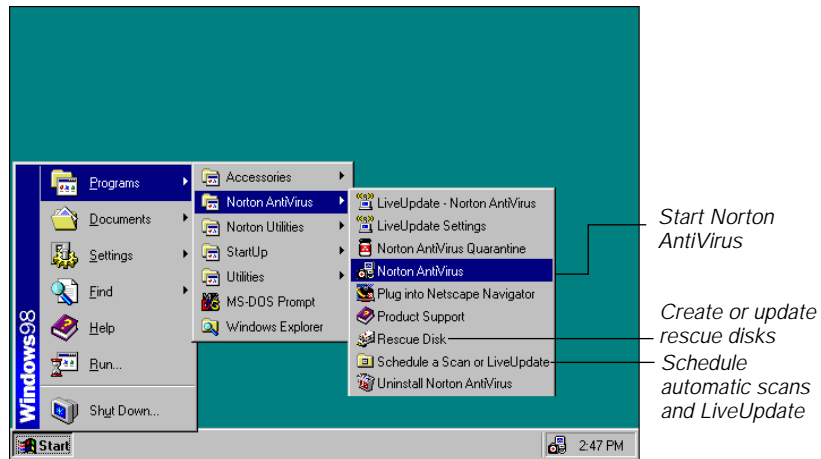 Windows98
Programs
Documents
Settings
Find
Help
Run...
Shut Down...
Accessories
Norton AntiVirus
Norton Utilities
StartUp
Utilities
MS-DOS Prompt
Windows Explorer
LiveUpdate - Norton AntiVirus
LiveUpdate Settings
Norton AntiVirus Quarantine
Norton AntiVirus
Plug into Netscape Navigator
Product Support
Rescue Disk
Schedule a Scan or LiveUpdate
Uninstall Norton AntiVirus
Start Norton
AntiVirus
Create or update
rescue disks
Schedule
automatic scans
and LiveUpdate
Start
2:47 PM